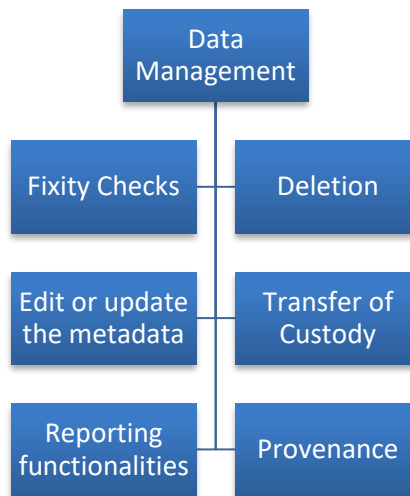 Data
Management
Fixity Checks
Deletion
Edit or update
the metadata
Transfer of
Custody
Reporting
functionalities
Provenance